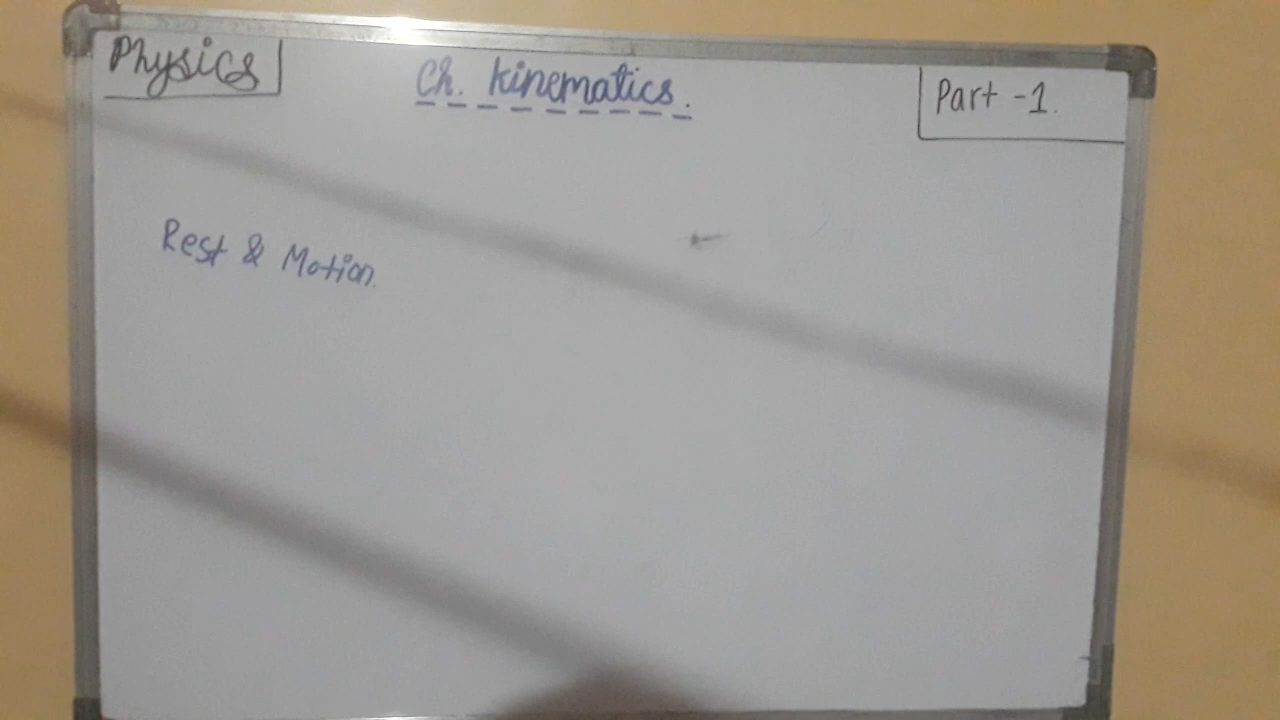 Physics
Ch. Kinematics.
Part - 1.
Rest & Motion.